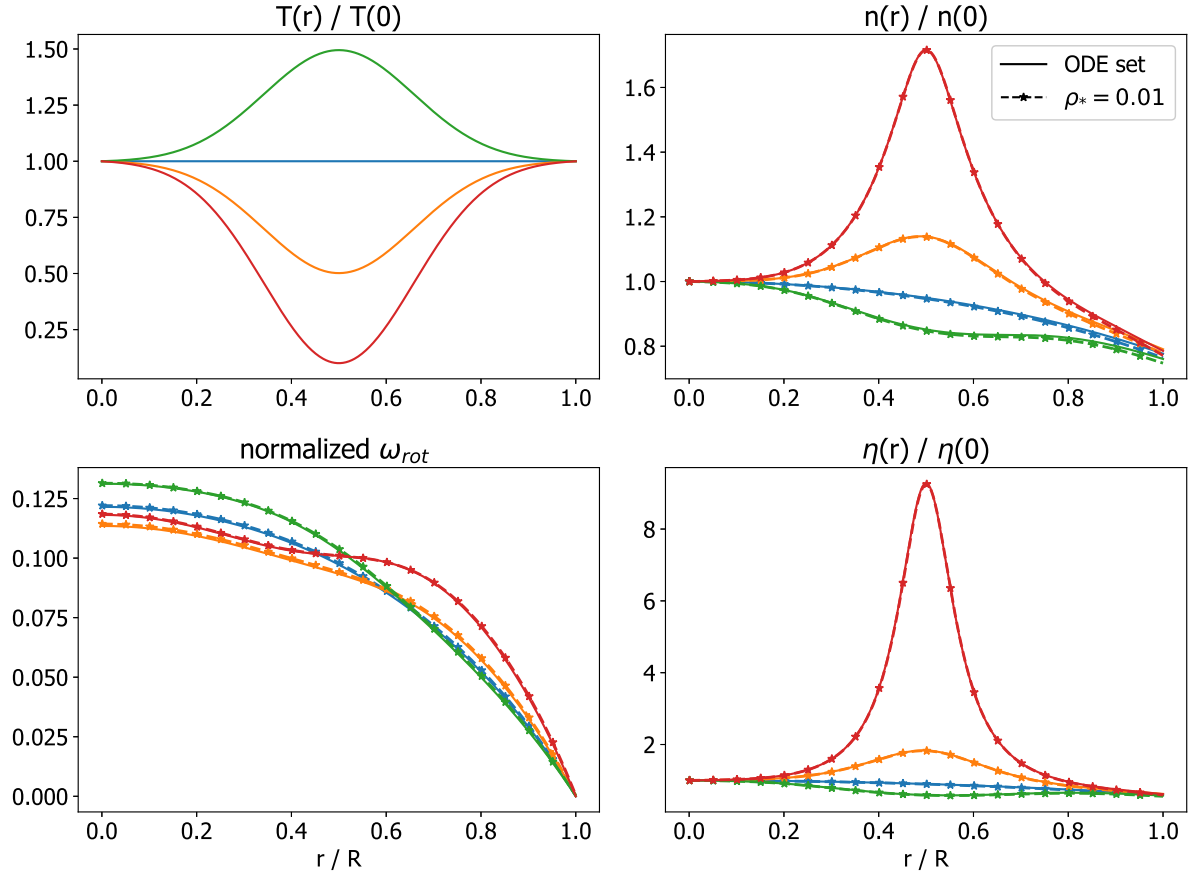 T(r) / T(0)
1.50
1.25
1.00
0.75
0.50
0.25
0.0 0.2 0.4 0.6 0.8 1.0
n(r) / n(0)
1.6
1.4
1.2
1.0
0.8
ODE set
ρ* = 0.01
0.0 0.2 0.4 0.6 0.8 1.0
normalized ω_rot
0.125
0.100
0.075
0.050
0.025
0.000
0.0 0.2 0.4 0.6 0.8 1.0
r / R
η(r) / η(0)
8
6
4
2
0.0 0.2 0.4 0.6 0.8 1.0
r / R